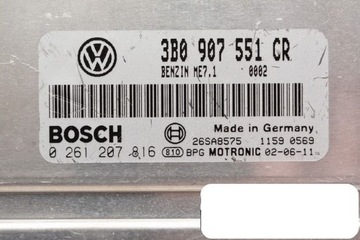 3B0 907 551 CR
BENZIN ME7.1 0002
BOSCH
Made in Germany
26SA8575 1159 0569
0 261 207 816 810 BPG MOTRONIC 02-06-11